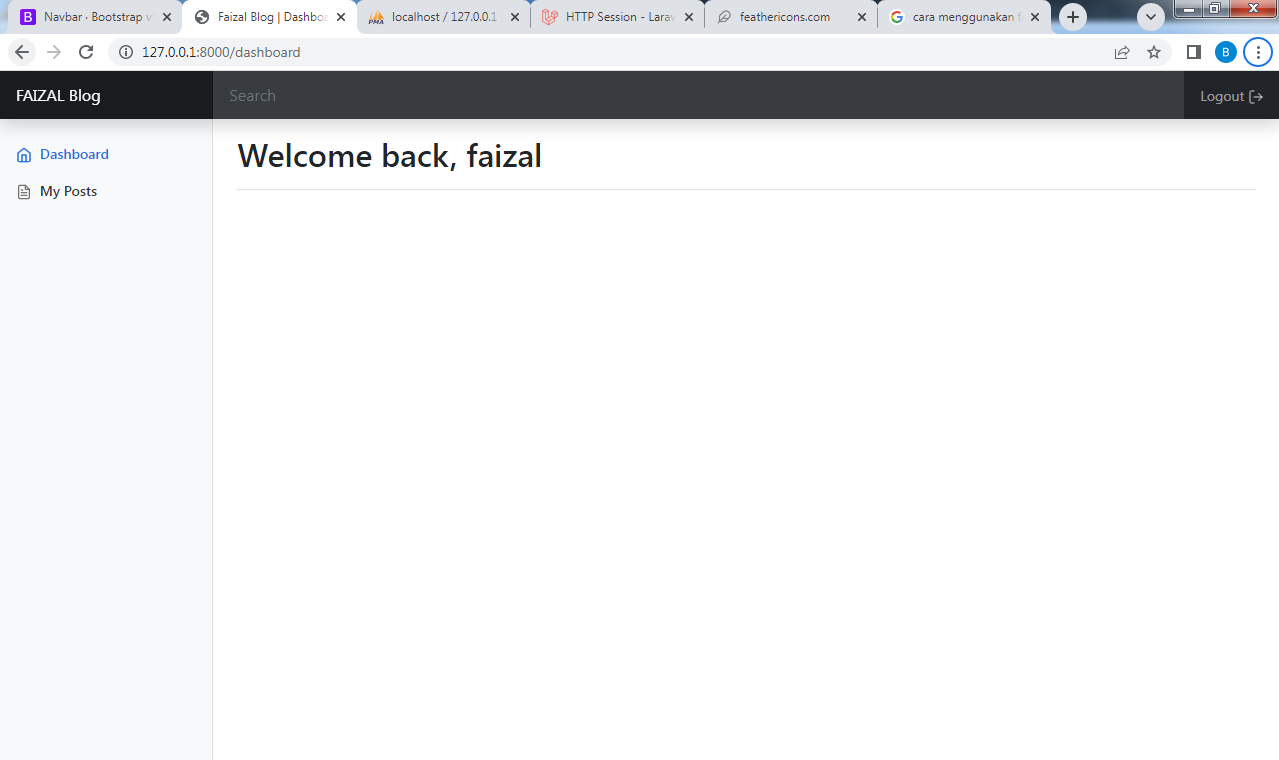 Navbar · Bootstrap v
Faizal Blog | Dashboa
localhost / 127.0.0.1
HTTP Session - Larav
feathericons.com
cara menggunakan f
127.0.0.1:8000/dashboard
B
FAIZAL Blog
Search
Logout
Dashboard
Welcome back, faizal
My Posts